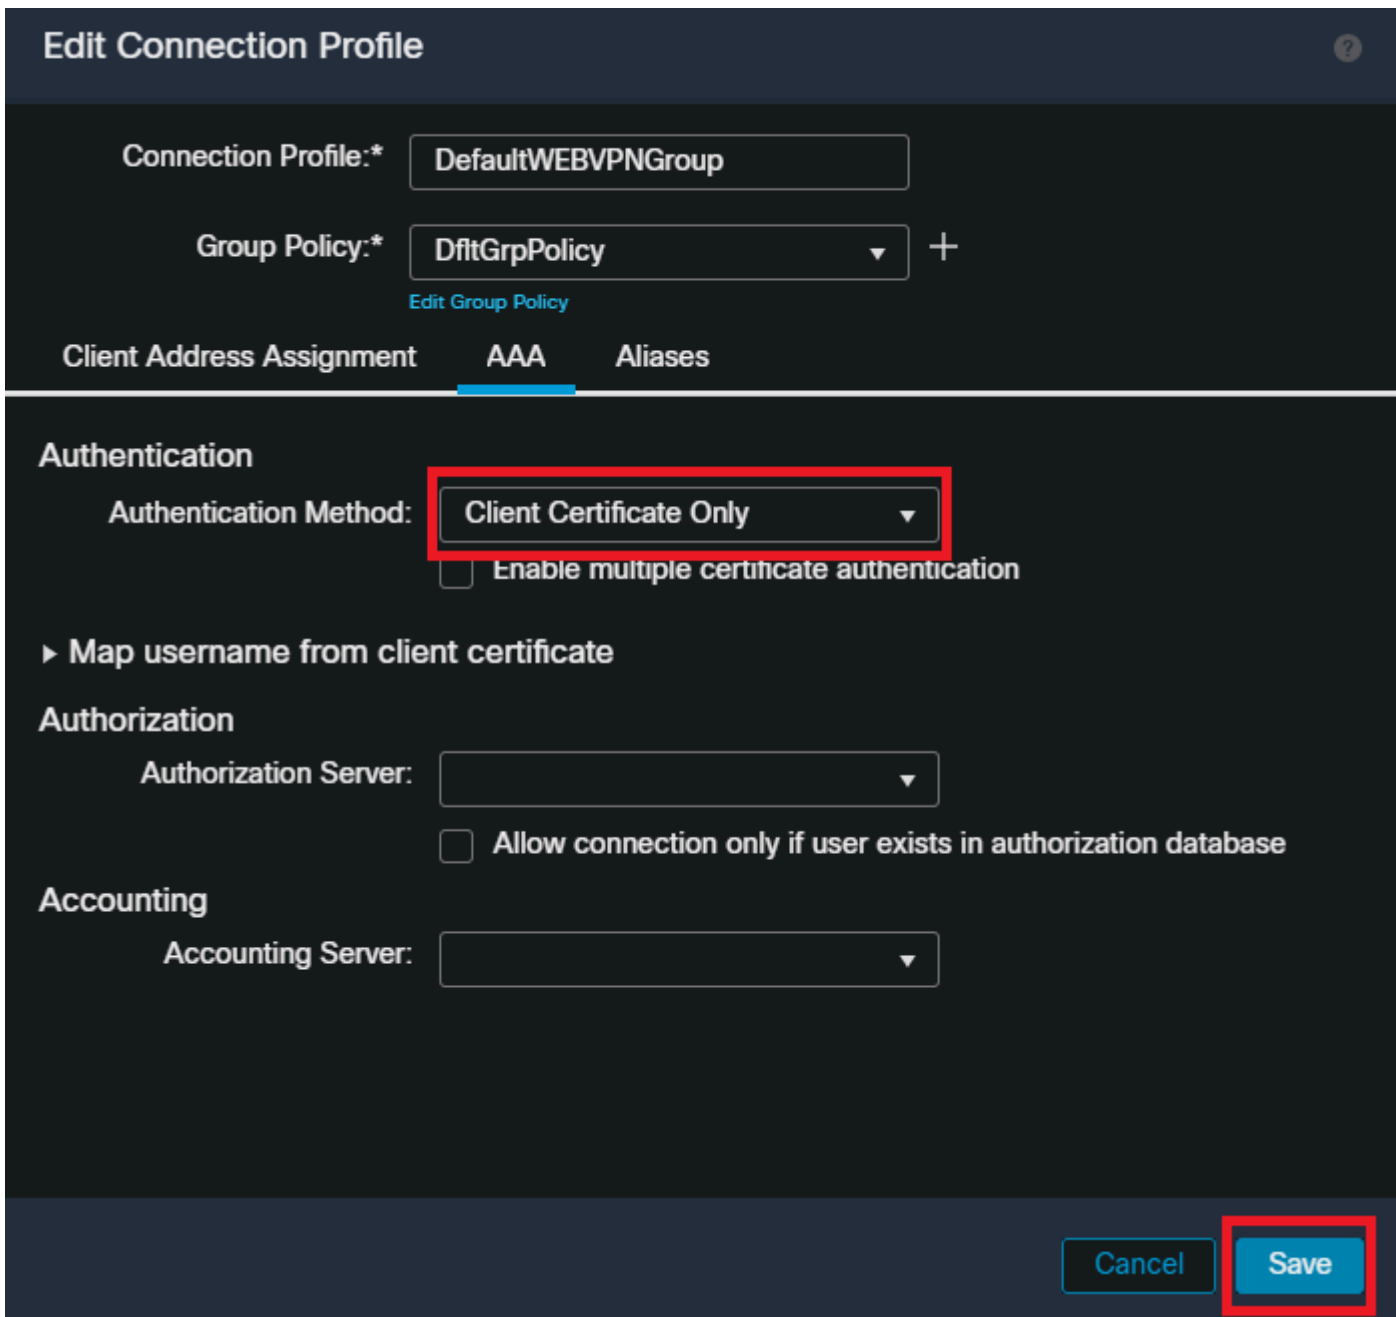 Edit Connection Profile
?
Connection Profile:* DefaultWEBVPNGroup
Group Policy:* DfltGrpPolicy
Edit Group Policy
Client Address Assignment AAA Aliases
Authentication
Authentication Method: Client Certificate Only
Enable multiple certificate authentication
Map username from client certificate
Authorization
Authorization Server:
Allow connection only if user exists in authorization database
Accounting
Accounting Server:
Cancel Save